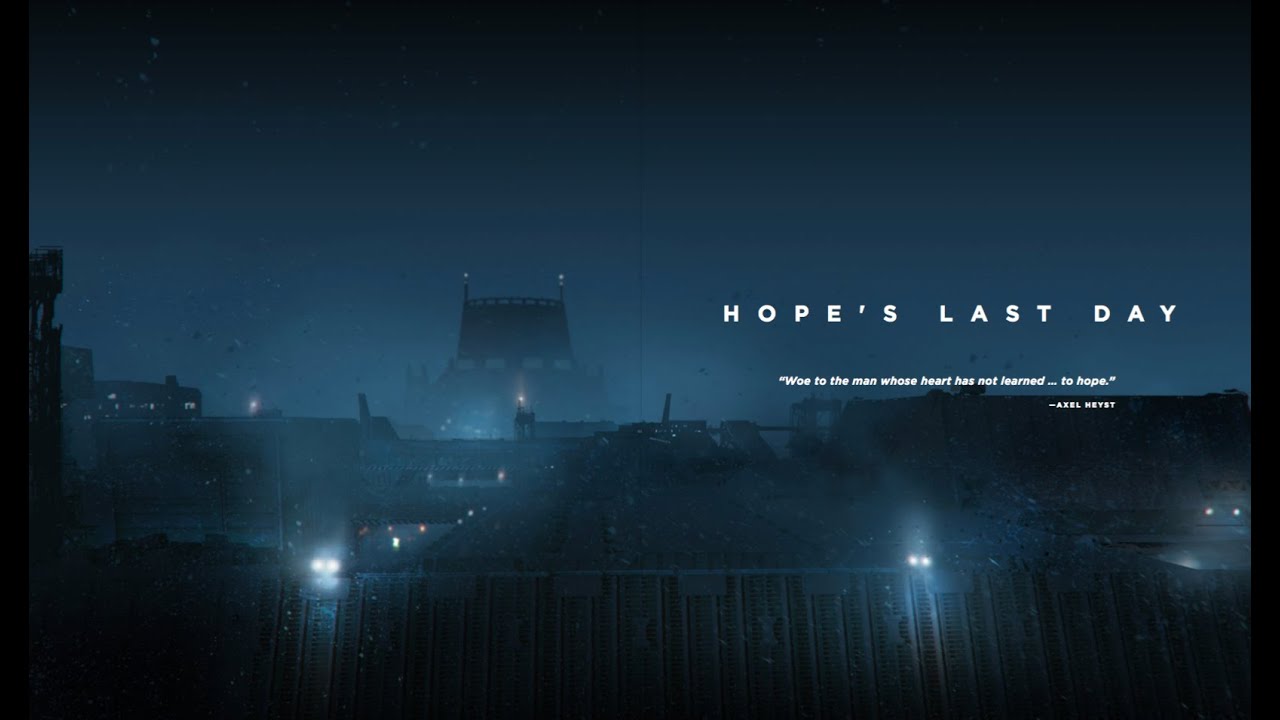 HOPE'S LAST DAY
“Woe to the man whose heart has not learned ... to hope.”
—AXEL HEYST